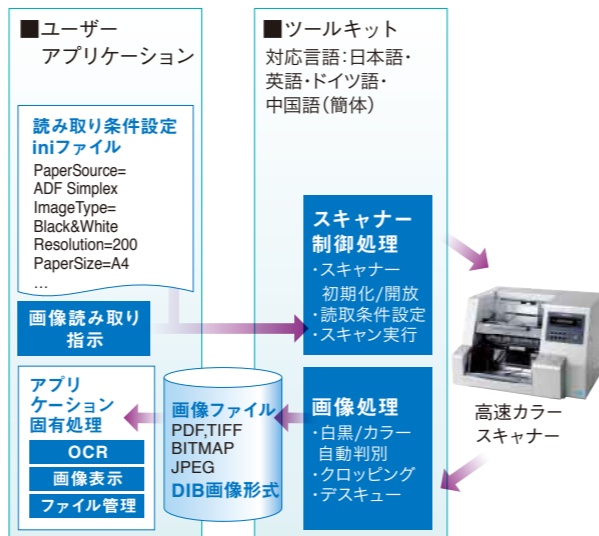 ■ユーザー
アプリケーション
読み取り条件設定
iniファイル
PaperSource=
ADF Simplex
ImageType=
Black&White
Resolution=200
PaperSize=A4
…
画像読み取り
指示
アプリ
ケーション
固有処理
OCR
画像表示
ファイル管理
■ツールキット
対応言語：日本語・
英語・ドイツ語・
中国語（簡体）
スキャナー
制御処理
・スキャナー
初期化/開放
・読取条件設定
・スキャン実行
画像処理
・白黒/カラー
自動判別
・クロッピング
・デスキュー
画像ファイル
PDF,TIFF
BITMAP
JPEG
DIB画像形式
高速カラー
スキャナー